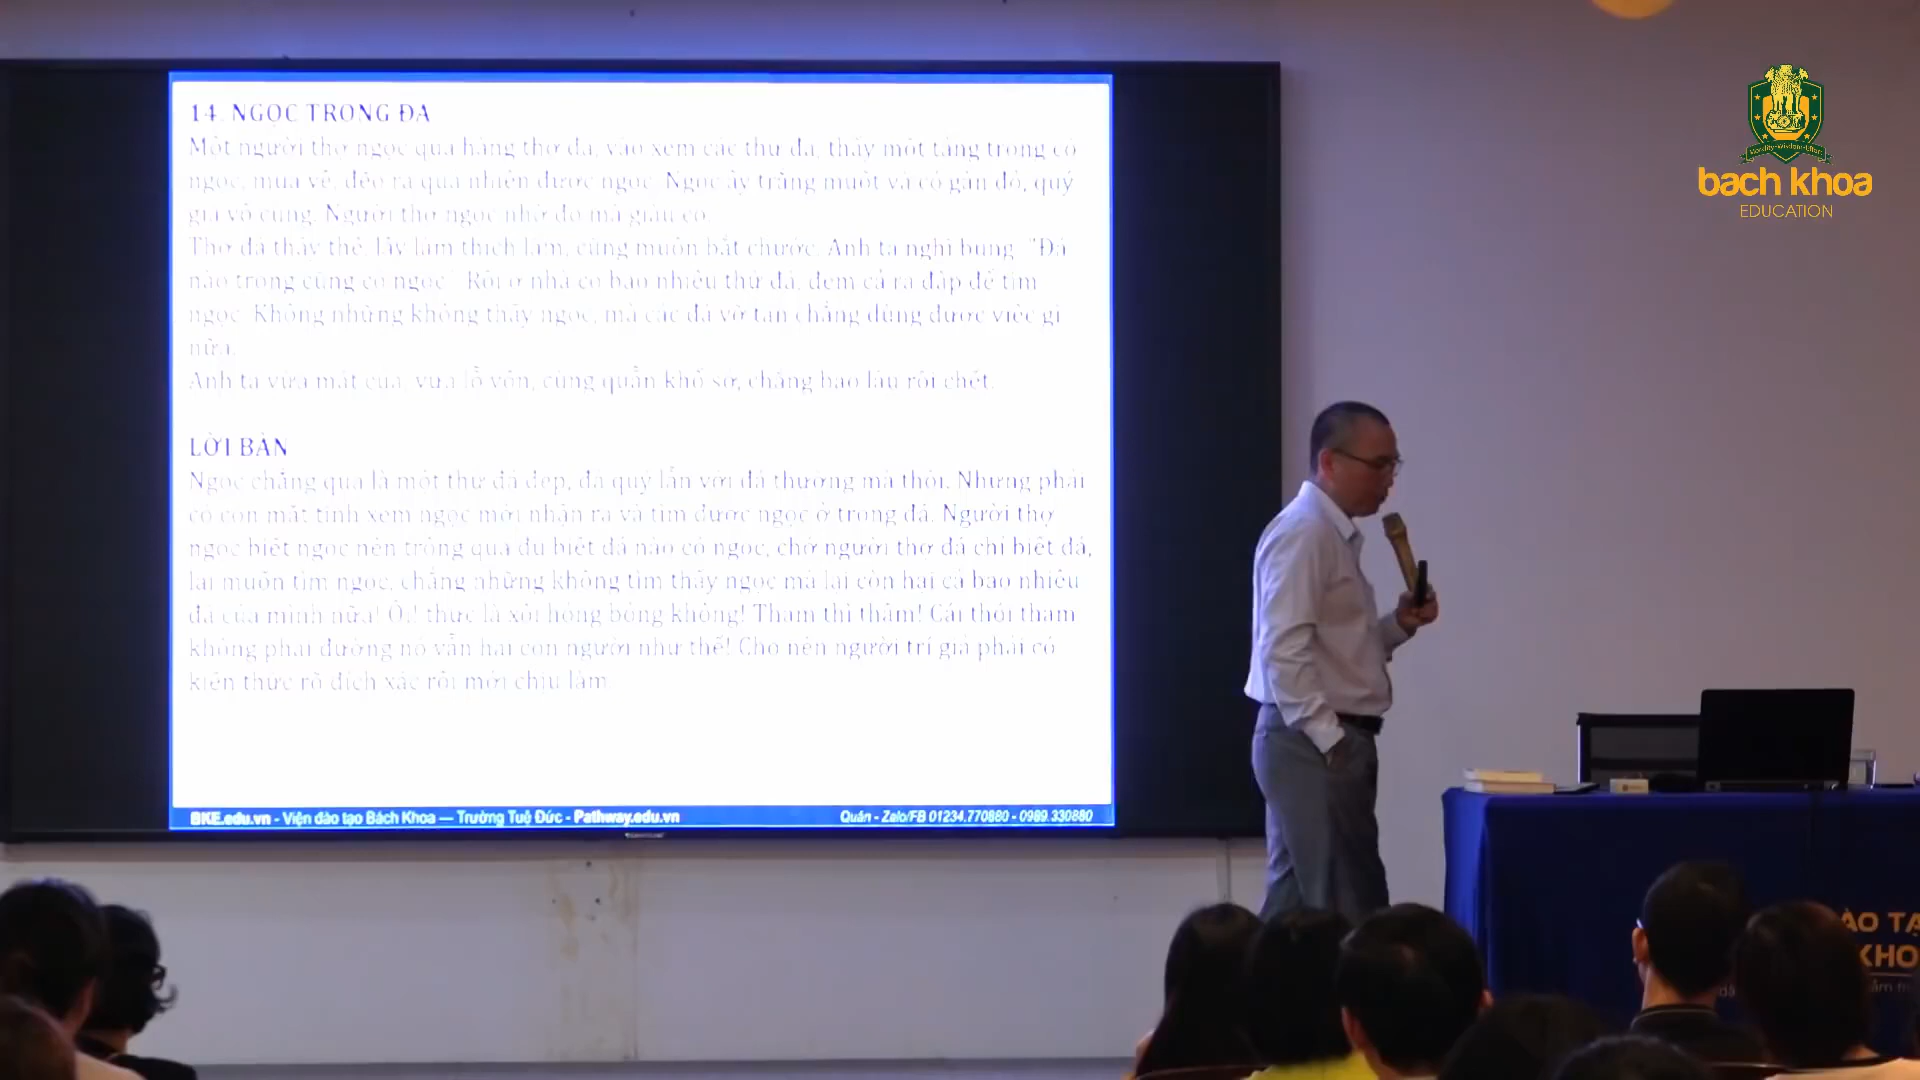 14. NGỌC TRONG ĐÁ
Một người thợ ngọc qua hàng thợ đá, vào xem các thứ đá, thấy một tảng trong có
ngọc, mua về, đẽo ra quả nhiên được ngọc. Ngọc ấy trắng muốt và có gân đỏ, quý
giá vô cùng. Người thợ ngọc nhờ đó mà giàu có.
Thợ đá thấy thế, lấy làm thích lắm, cũng muốn bắt chước. Anh ta nghĩ bụng: "Đá
nào trong cũng có ngọc". Rồi ở nhà có bao nhiêu thứ đá, đem cả ra đập để tìm
ngọc. Không những không thấy ngọc, mà các đá vỡ tan chẳng dùng được việc gì
nữa.
Anh ta vừa mất của, vừa lỗ vốn, cùng quẫn khổ sở, chẳng bao lâu rồi chết.
LỜI BÀN
Ngọc chẳng qua là một thứ đá đẹp, đá quý lẫn với đá thường mà thôi. Nhưng phải
có con mắt tinh xem ngọc mới nhận ra và tìm được ngọc ở trong đá. Người thợ
ngọc biết ngọc nên trông qua đủ biết đá nào có ngọc, chớ người thợ đá chỉ biết đá,
lại muốn tìm ngọc, chẳng những không tìm thấy ngọc mà lại còn hại cả bao nhiêu
đá của mình nữa! Ôi! thực là xôi hỏng bỏng không! Tham thì thâm! Cái thói tham
không phải đường nó vẫn hại con người như thế! Cho nên người trí giả phải có
kiến thức rõ đích xác rồi mới chịu làm.
BKE.edu.vn - Viện đào tạo Bách Khoa — Trường Tuệ Đức - Pathway.edu.vn
Quân - Zalo/FB 01234.770880 - 0989.330880
Morality-Wisdom-Effort
bach khoa
EDUCATION
ÀO TẠ
KHO